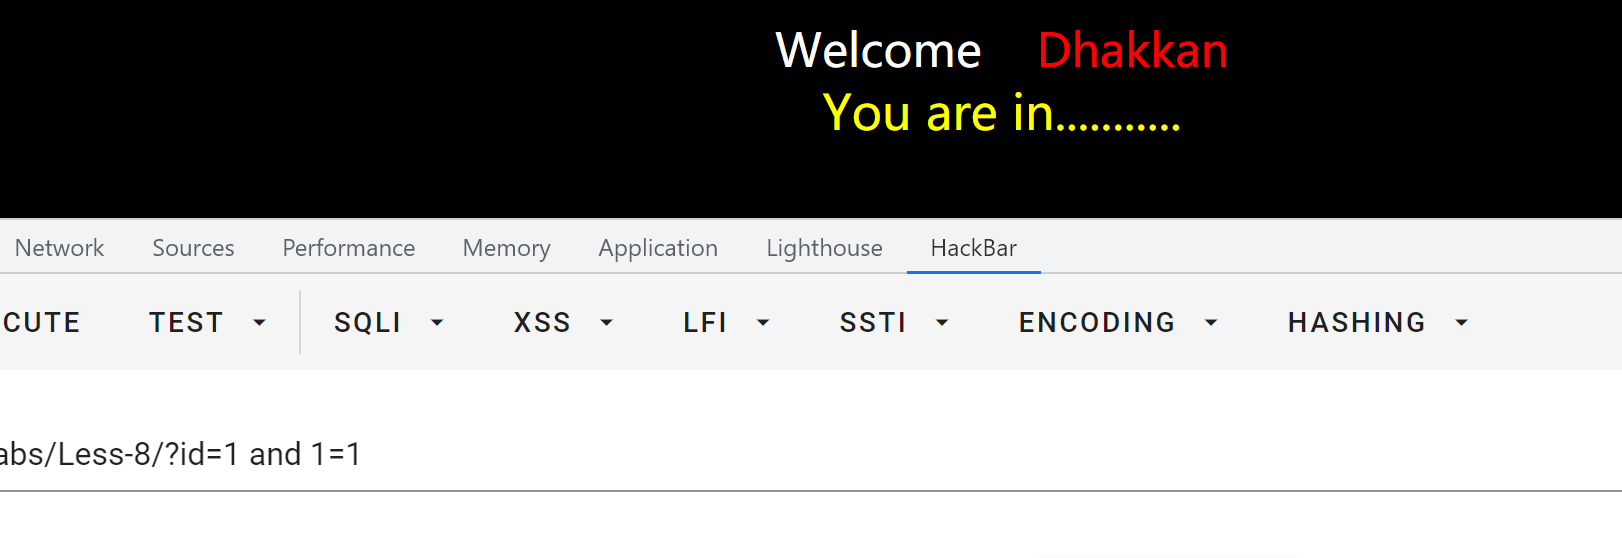 Welcome Dhakkan
You are in...........
Network Sources Performance Memory Application Lighthouse HackBar
CUTE TEST SQLI XSS LFI SSTI ENCODING HASHING
abs/Less-8/?id=1 and 1=1